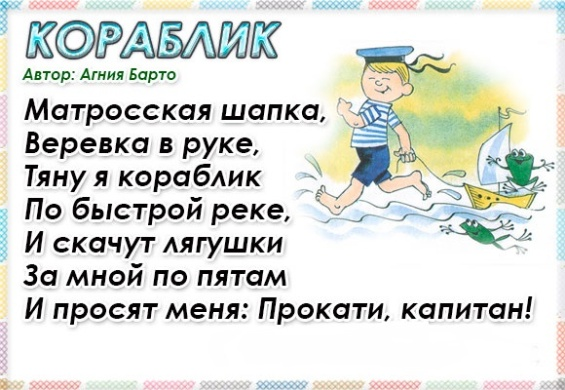 КОРАБЛИК
Автор: Агния Барто
Матросская шапка,
Веревка в руке,
Тяну я кораблик
По быстрой реке,
И скачут лягушки
За мной по пятам
И просят меня: Прокати, капитан!